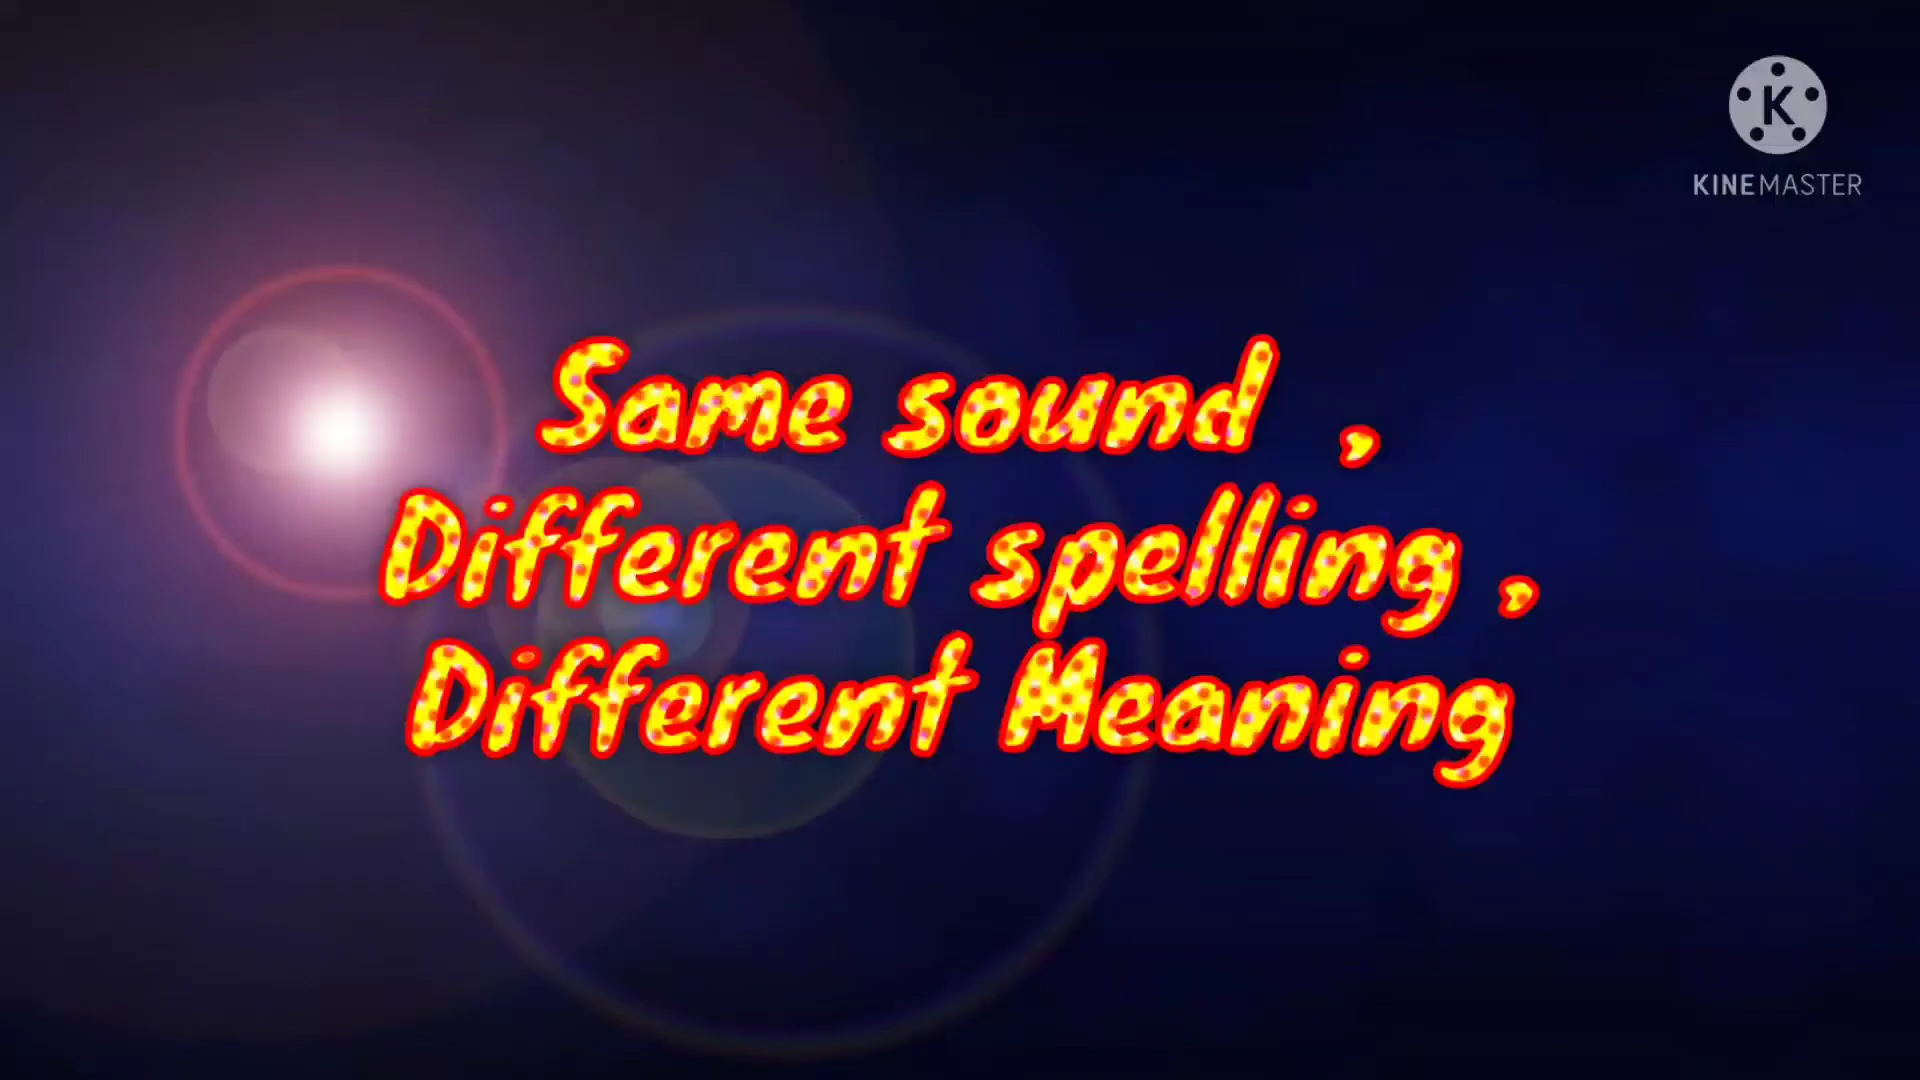 K
KINEMASTER
Same sound ,
Different spelling ,
Different Meaning